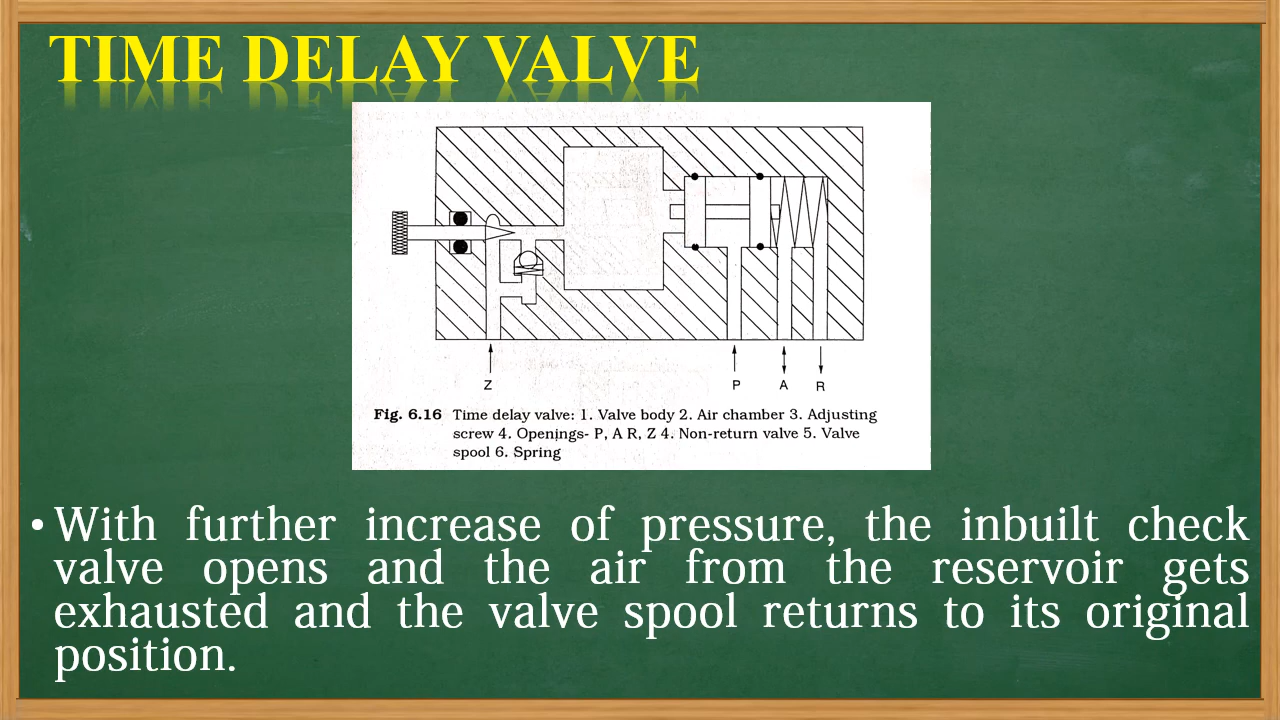 TIME DELAY VALVE
Z P A R
Fig. 6.16 Time delay valve: 1. Valve body 2. Air chamber 3. Adjusting
screw 4. Openings- P, A R, Z 4. Non-return valve 5. Valve
spool 6. Spring
• With further increase of pressure, the inbuilt check
valve opens and the air from the reservoir gets
exhausted and the valve spool returns to its original
position.